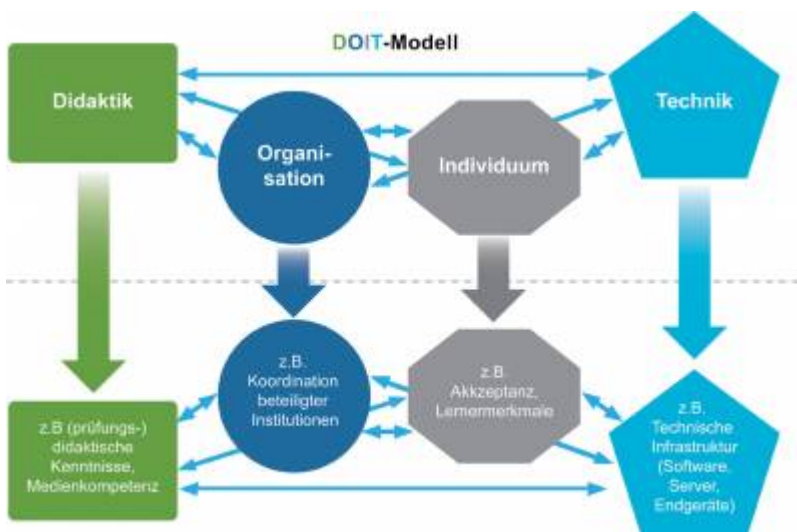 DOIT-Modell
Didaktik
Organi-
sation
Individuum
Technik
z.B (prüfungs-)
didaktische
Kenntnisse,
Medienkompetenz
z.B.
Koordination
beteiligter
Institutionen
z.B.
Akkzeptanz,
Lernermerkmale
z.B.
Technische
Infrastruktur
(Software,
Server,
Endgeräte)